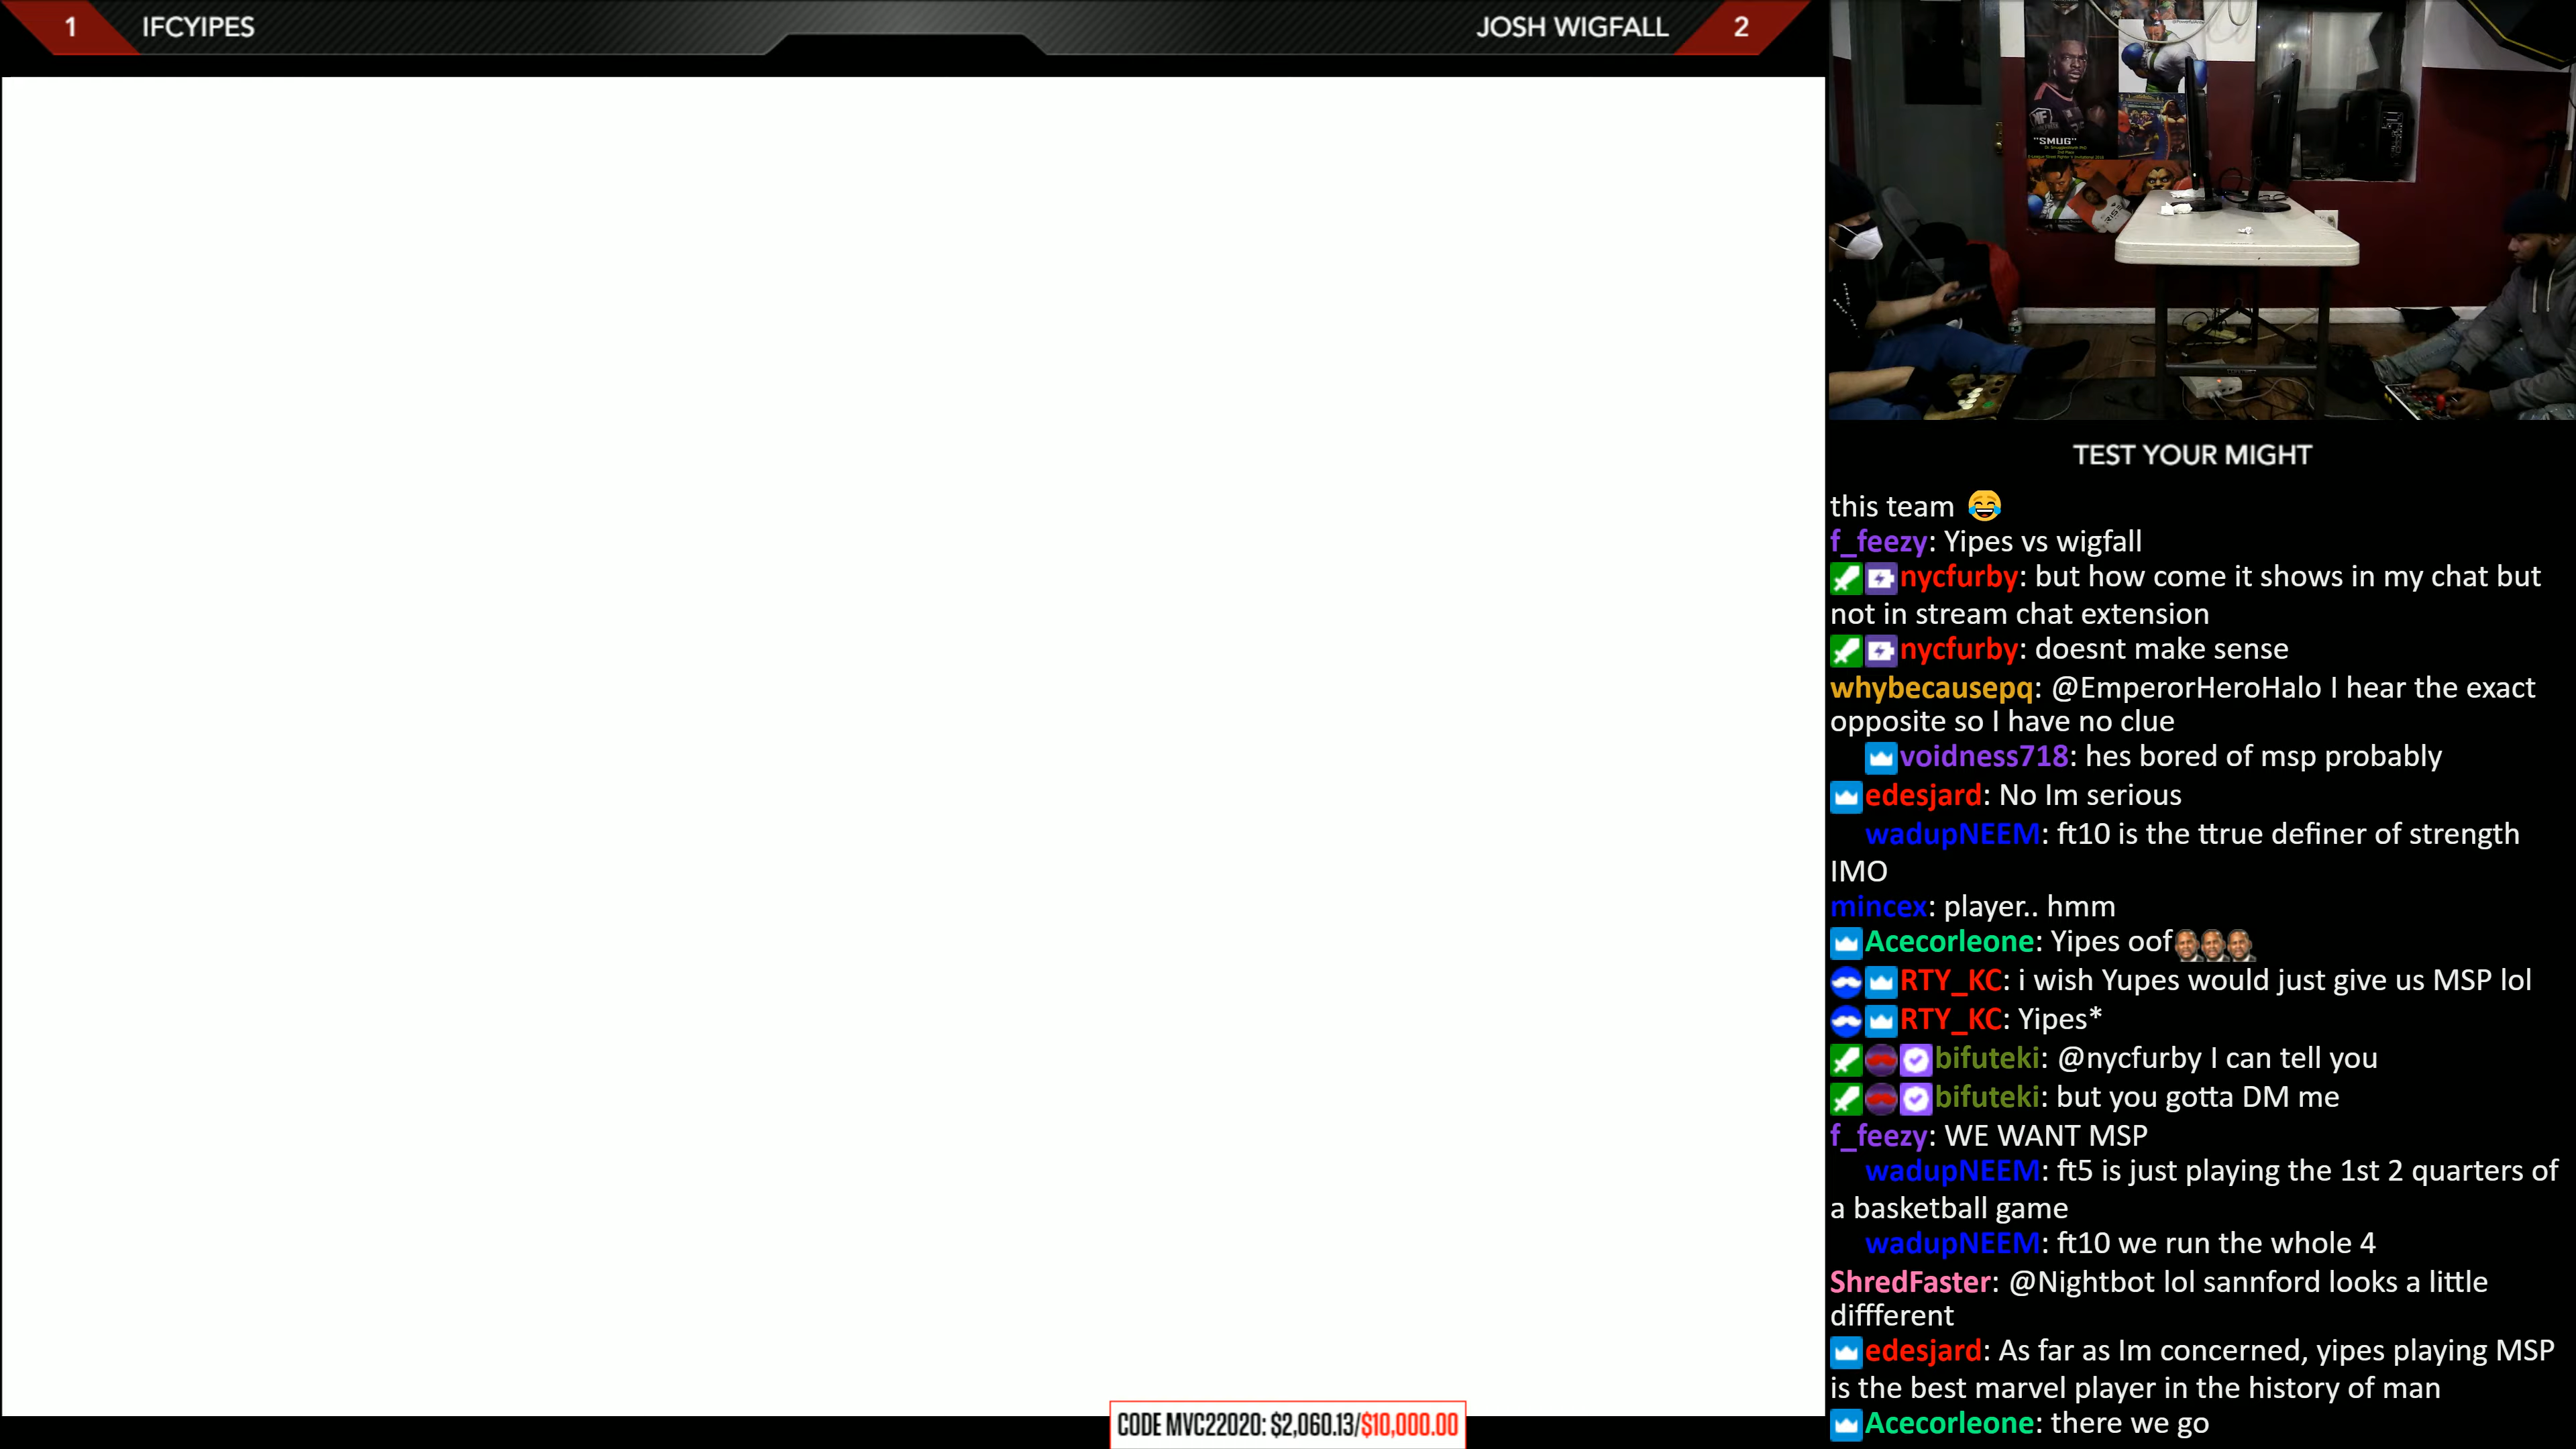 1 IFCYIPES JOSH WIGFALL 2
"SMUG"
TEST YOUR MIGHT
this team 😂
f_feezy: Yipes vs wigfall
nycfurby: but how come it shows in my chat but
not in stream chat extension
nycfurby: doesnt make sense
whybecausepq: @EmperorHeroHalo I hear the exact
opposite so I have no clue
voidness718: hes bored of msp probably
edesjard: No Im serious
wadupNEEM: ft10 is the ttrue definer of strength
IMO
mincex: player.. hmm
Acecorleone: Yipes oof
RTY_KC: i wish Yupes would just give us MSP lol
RTY_KC: Yipes*
bifuteki: @nycfurby I can tell you
bifuteki: but you gotta DM me
f_feezy: WE WANT MSP
wadupNEEM: ft5 is just playing the 1st 2 quarters of
a basketball game
wadupNEEM: ft10 we run the whole 4
ShredFaster: @Nightbot lol sannford looks a little
diffferent
edesjard: As far as Im concerned, yipes playing MSP
is the best marvel player in the history of man
Acecorleone: there we go
CODE MVC22020: $2,060.13/$10,000.00